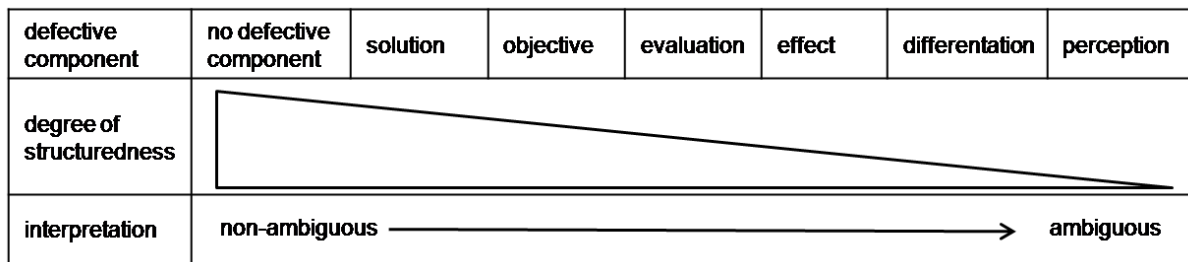 defective component
no defective component
solution
objective
evaluation
effect
differentation
perception
degree of structuredness
interpretation
non-ambiguous
ambiguous